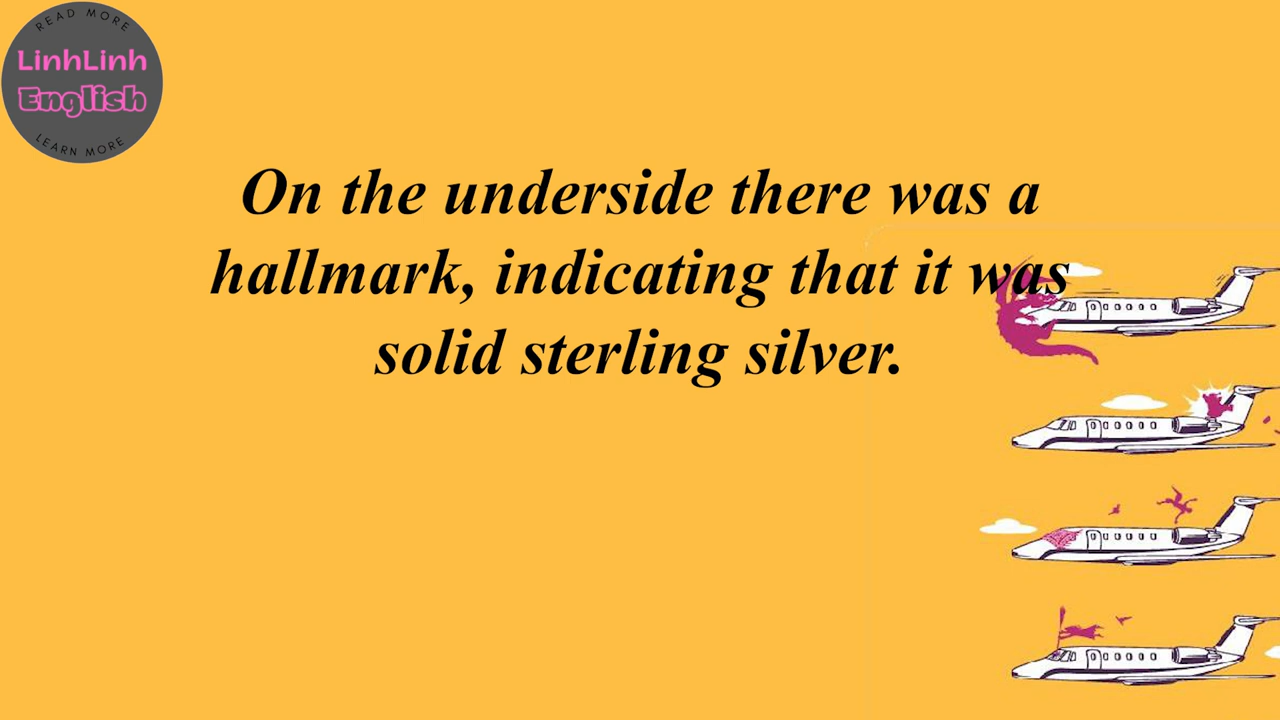 READ MORE
LinhLinh
English
LEARN MORE
On the underside there was a
hallmark, indicating that it was
solid sterling silver.